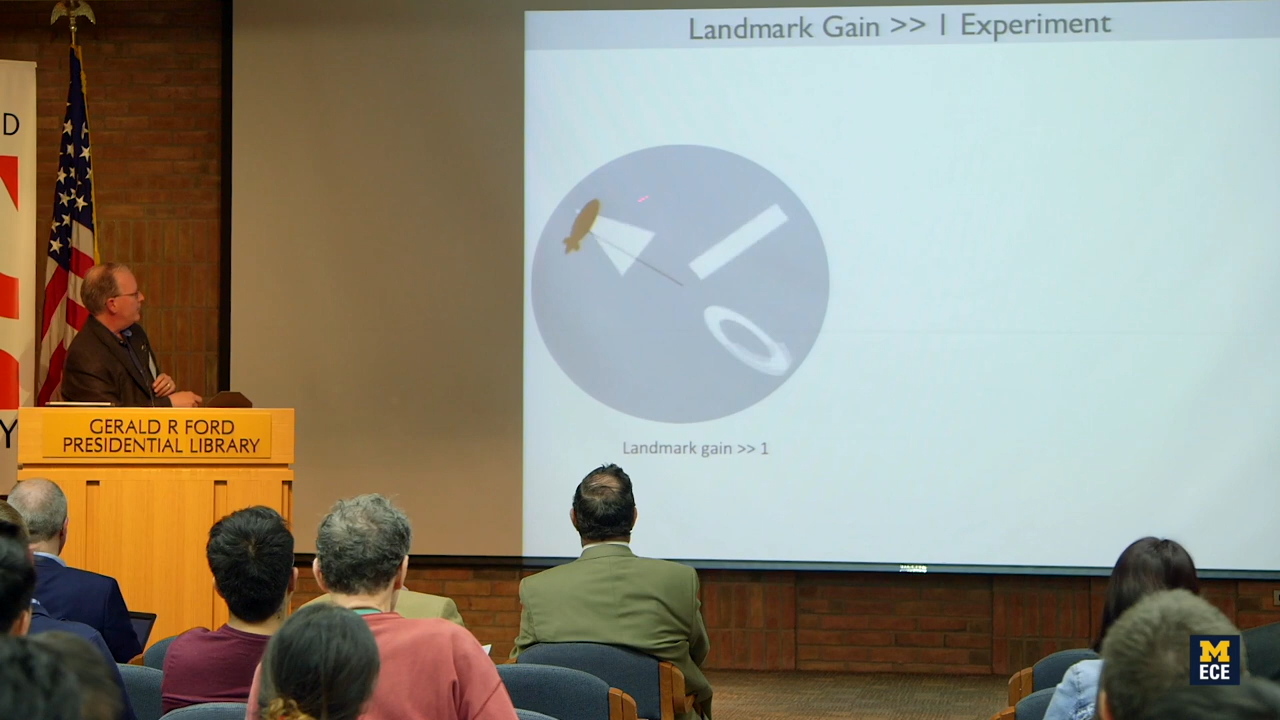 Landmark Gain >> 1 Experiment
D
Y
GERALD R FORD
PRESIDENTIAL LIBRARY
Landmark gain >> 1
M
ECE